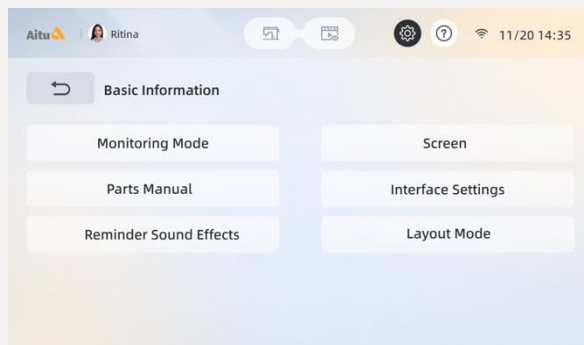 Aitu
Ritina
?
11/20 14:35
Basic Information
Monitoring Mode
Screen
Parts Manual
Interface Settings
Reminder Sound Effects
Layout Mode